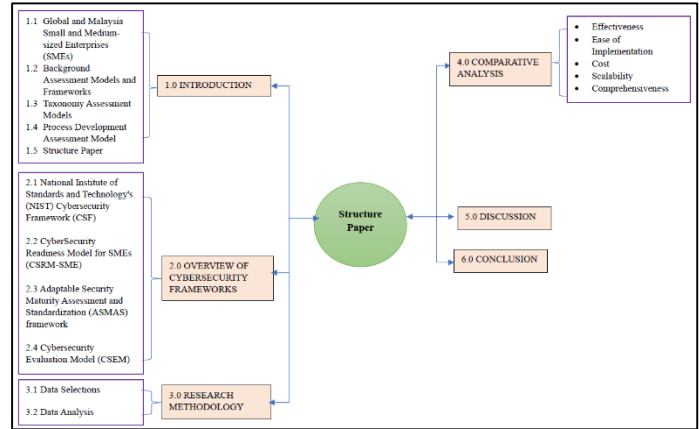 1.1 Global and Malaysia
Small and Medium-
sized Enterprises
(SMEs)
1.2 Background
Assessment Models and
Frameworks
1.3 Taxonomy Assessment
Models
1.4 Process Development
Assessment Model
1.5 Structure Paper
1.0 INTRODUCTION
2.1 National Institute of
Standards and Technology's
(NIST) Cybersecurity
Framework (CSF)
2.2 CyberSecurity
Readiness Model for SMEs
(CSRM-SME)
2.3 Adaptable Security
Maturity Assessment and
Standardization (ASMAS)
framework
2.4 Cybersecurity
Evaluation Model (CSEM)
2.0 OVERVIEW OF
CYBERSECURITY
FRAMEWORKS
3.1 Data Selections
3.2 Data Analysis
3.0 RESEARCH
METHODOLOGY
Structure
Paper
4.0 COMPARATIVE
ANALYSIS
• Effectiveness
• Ease of
Implementation
• Cost
• Scalability
• Comprehensiveness
5.0 DISCUSSION
6.0 CONCLUSION